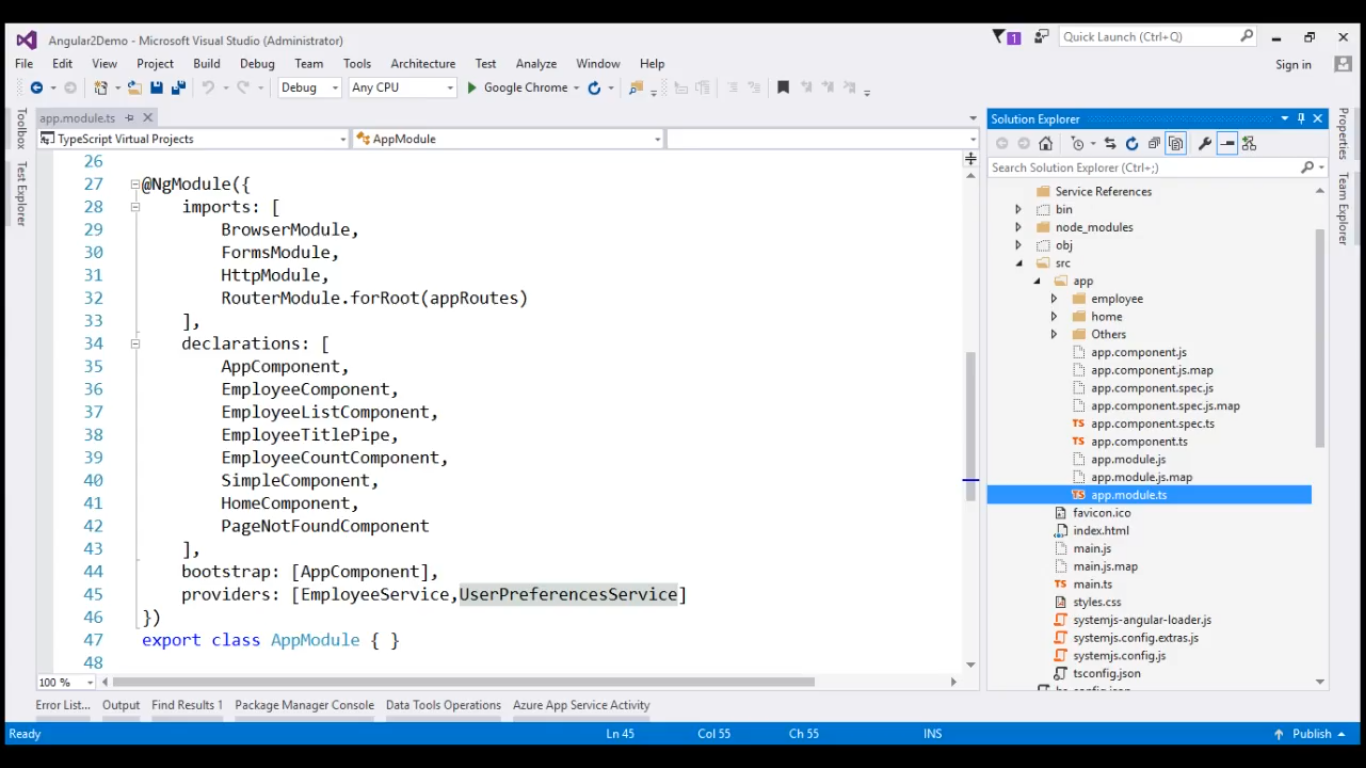 Angular2Demo - Microsoft Visual Studio (Administrator)
1
Quick Launch (Ctrl+Q)
File Edit View Project Build Debug Team Tools Architecture Test Analyze Window Help
Sign in
Debug Any CPU Google Chrome
Toolbox
Test Explorer
app.module.ts
TypeScript Virtual Projects AppModule
26
27 @NgModule({
28 imports: [
29 BrowserModule,
30 FormsModule,
31 HttpModule,
32 RouterModule.forRoot(appRoutes)
33 ],
34 declarations: [
35 AppComponent,
36 EmployeeComponent,
37 EmployeeListComponent,
38 EmployeeTitlePipe,
39 EmployeeCountComponent,
40 SimpleComponent,
41 HomeComponent,
42 PageNotFoundComponent
43 ],
44 bootstrap: [AppComponent],
45 providers: [EmployeeService,UserPreferencesService]
46 })
47 export class AppModule { }
48
100 %
Solution Explorer
Search Solution Explorer (Ctrl+;)
Service References
bin
node_modules
obj
src
app
employee
home
Others
app.component.js
app.component.js.map
app.component.spec.js
app.component.spec.js.map
TS app.component.spec.ts
TS app.component.ts
app.module.js
app.module.js.map
TS app.module.ts
favicon.ico
index.html
main.js
main.js.map
TS main.ts
styles.css
systemjs-angular-loader.js
systemjs.config.extras.js
systemjs.config.js
tsconfig.json
Properties
Team Explorer
Error List... Output Find Results 1 Package Manager Console Data Tools Operations Azure App Service Activity
Ready Ln 45 Col 55 Ch 55 INS Publish